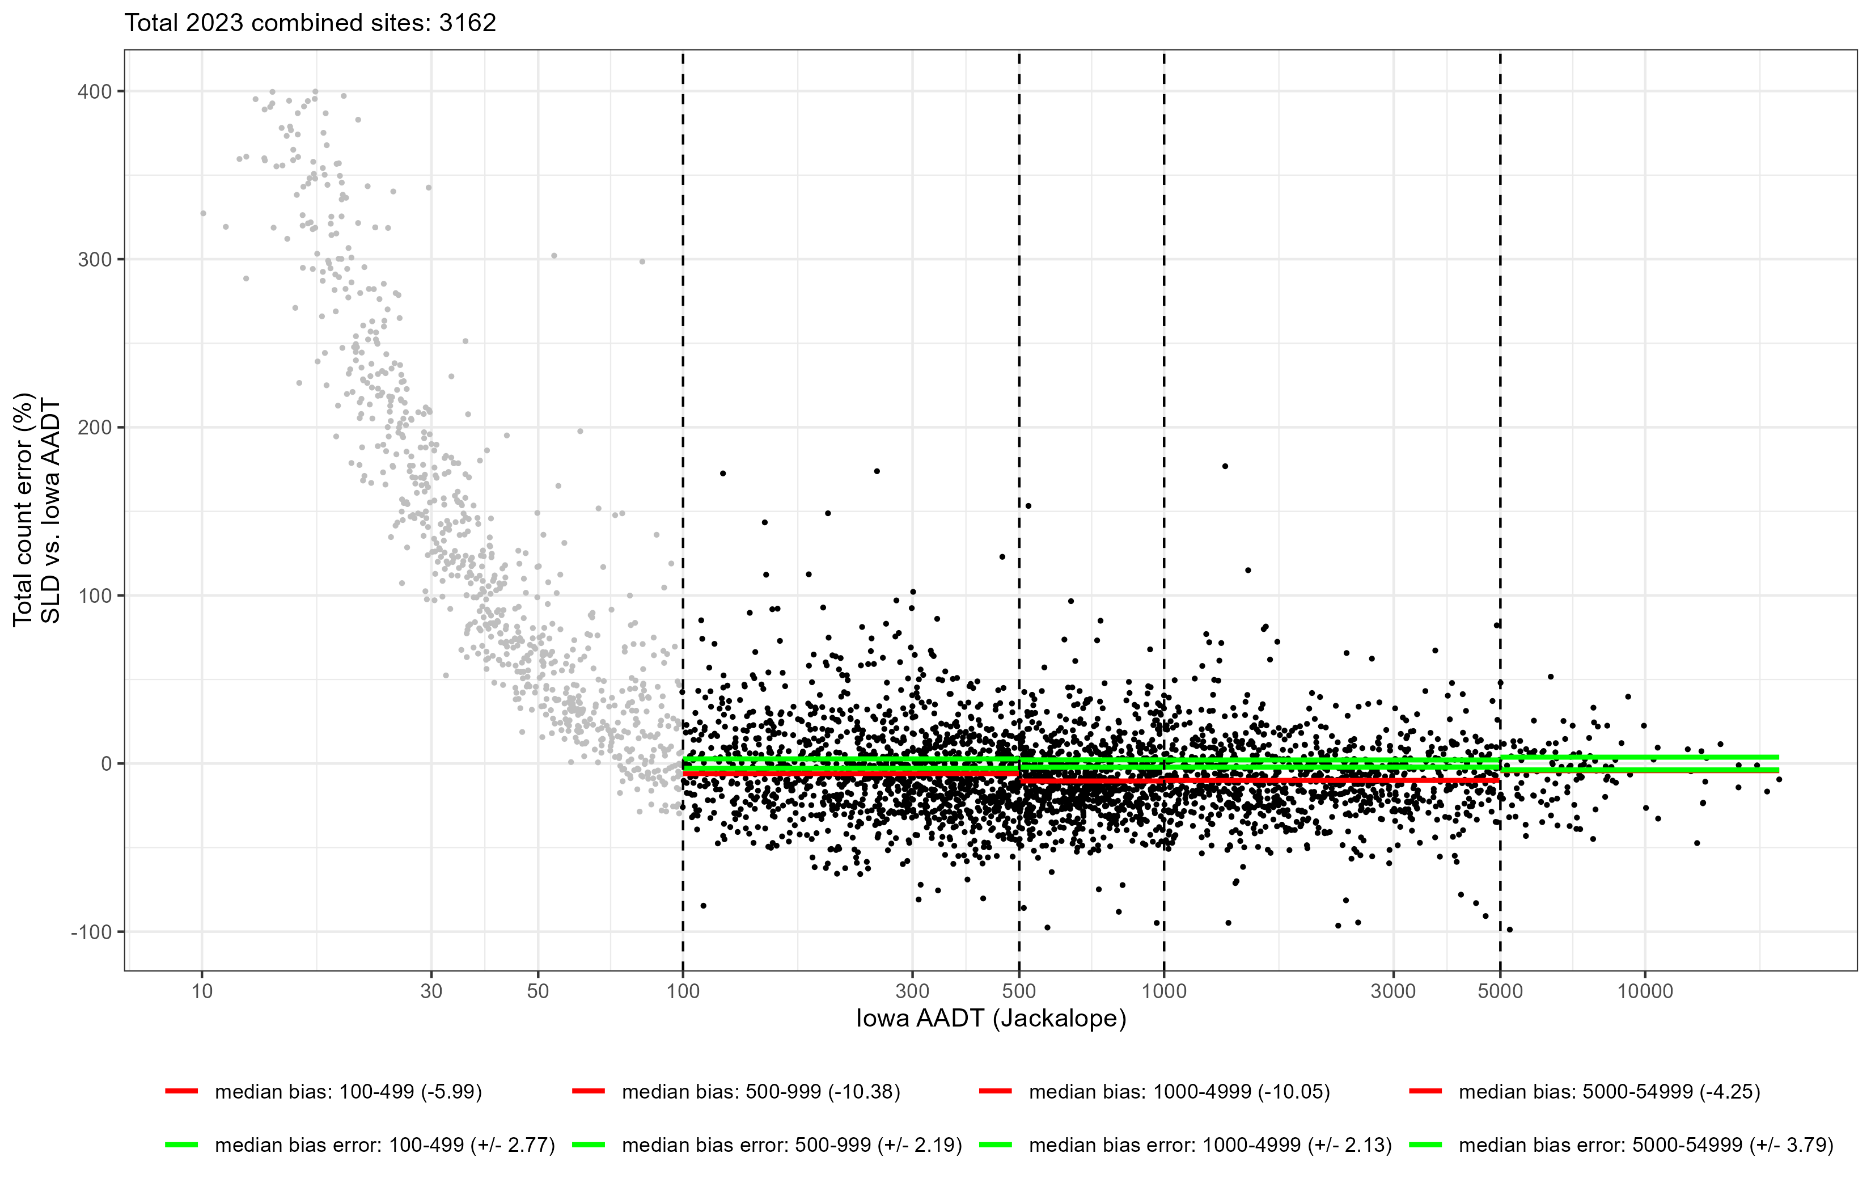 Total 2023 combined sites: 3162
Total count error (%)
SLD vs. Iowa AADT
400
300
200
100
0
-100
10 30 50 100 300 500 1000 3000 5000 10000
Iowa AADT (Jackalope)
median bias: 100-499 (-5.99) median bias: 500-999 (-10.38) median bias: 1000-4999 (-10.05) median bias: 5000-54999 (-4.25)
median bias error: 100-499 (+/- 2.77) median bias error: 500-999 (+/- 2.19) median bias error: 1000-4999 (+/- 2.13) median bias error: 5000-54999 (+/- 3.79)